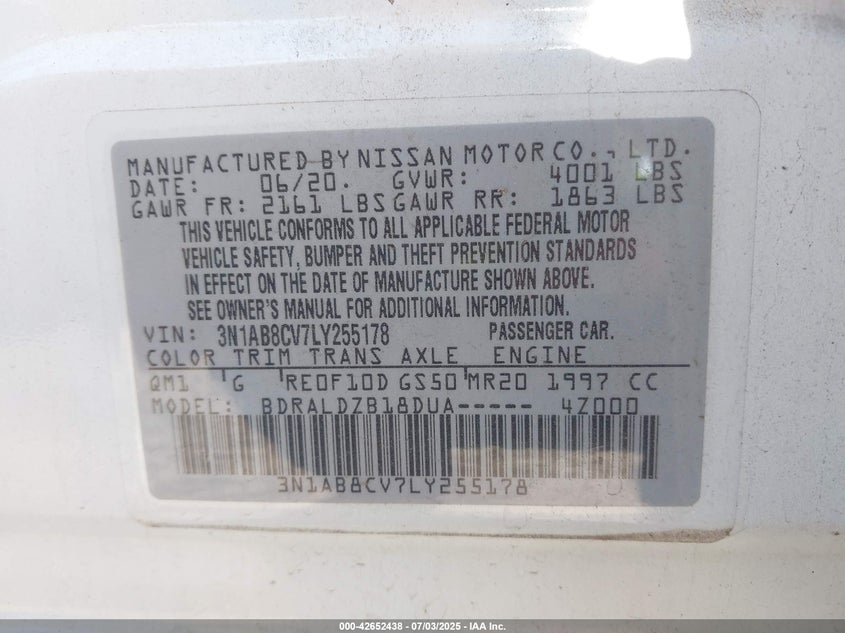 MANUFACTURED BY NISSAN MOTOR CO., LTD.
DATE: 06/20. GVWR: 4001 LBS
GAWR FR: 2161 LBS GAWR RR: 1863 LBS
THIS VEHICLE CONFORMS TO ALL APPLICABLE FEDERAL MOTOR
VEHICLE SAFETY, BUMPER AND THEFT PREVENTION STANDARDS
IN EFFECT ON THE DATE OF MANUFACTURE SHOWN ABOVE.
SEE OWNER'S MANUAL FOR ADDITIONAL INFORMATION.
VIN: 3N1AB8CV7LY255178 PASSENGER CAR.
COLOR TRIM TRANS AXLE ENGINE
QM1 G RE0F10D GS50 MR20 1997 CC
MODEL: BDRALDZB18DUA----- 4Z000
3N1AB8CV7LY255178
000-42652438 - 07/03/2025 - IAA Inc.